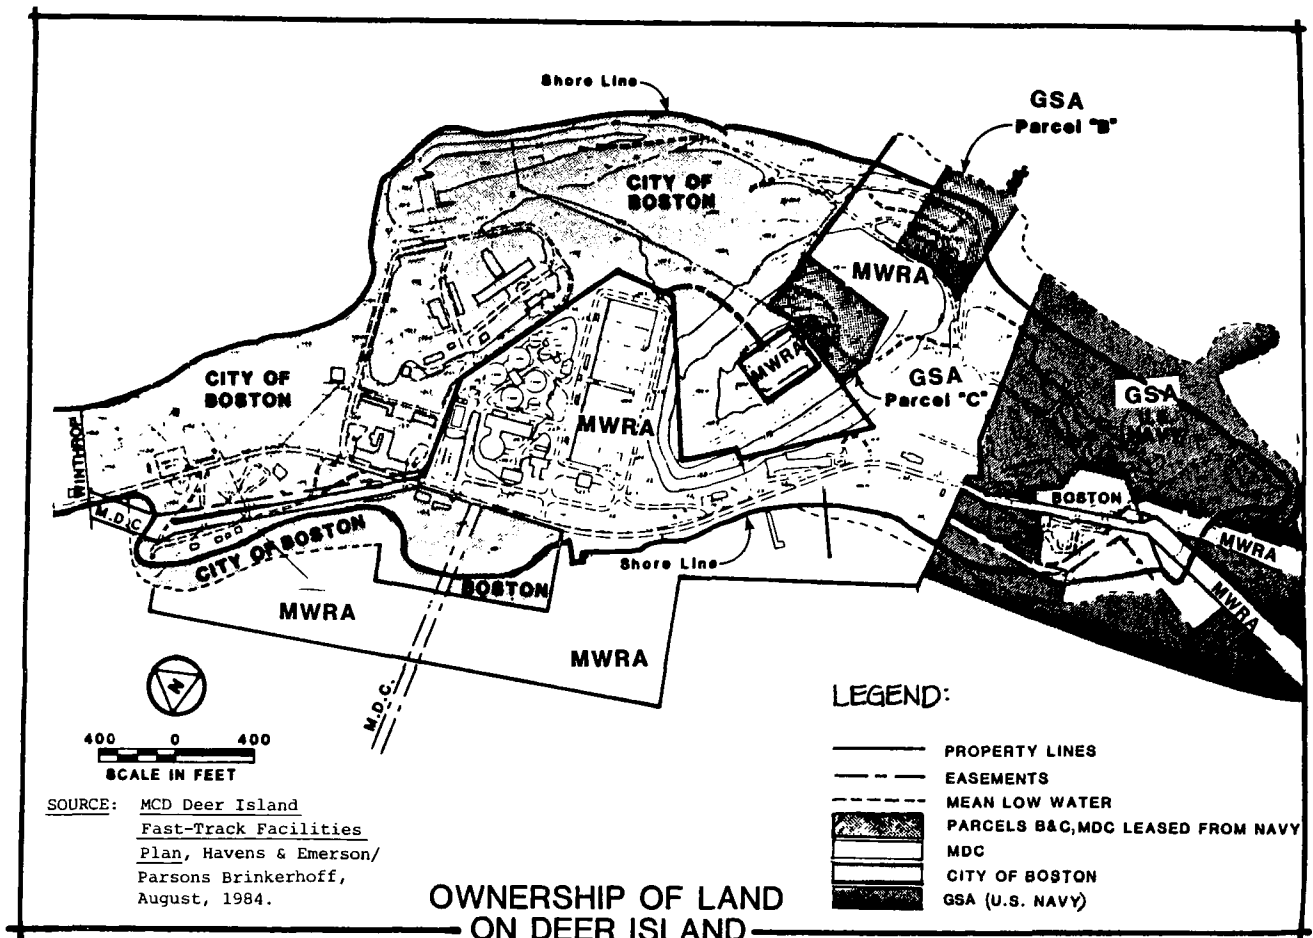 Shore Line
GSA
Parcel "B"
CITY OF
BOSTON
MWRA
CITY OF
BOSTON
MWRA
MWRA
GSA
Parcel "C"
GSA
U.S.
NAVY
WINTHROP
M.D.C.
CITY OF BOSTON
BOSTON
MWRA
MWRA
Shore Line
BOSTON
MWRA
MWRA
M.D.C.
N
400 0 400
SCALE IN FEET
SOURCE: MCD Deer Island
Fast-Track Facilities
Plan, Havens & Emerson/
Parsons Brinkerhoff,
August, 1984.
LEGEND:
PROPERTY LINES
EASEMENTS
MEAN LOW WATER
PARCELS B&C, MDC LEASED FROM NAVY
MDC
CITY OF BOSTON
GSA (U.S. NAVY)
OWNERSHIP OF LAND
ON DEER ISLAND